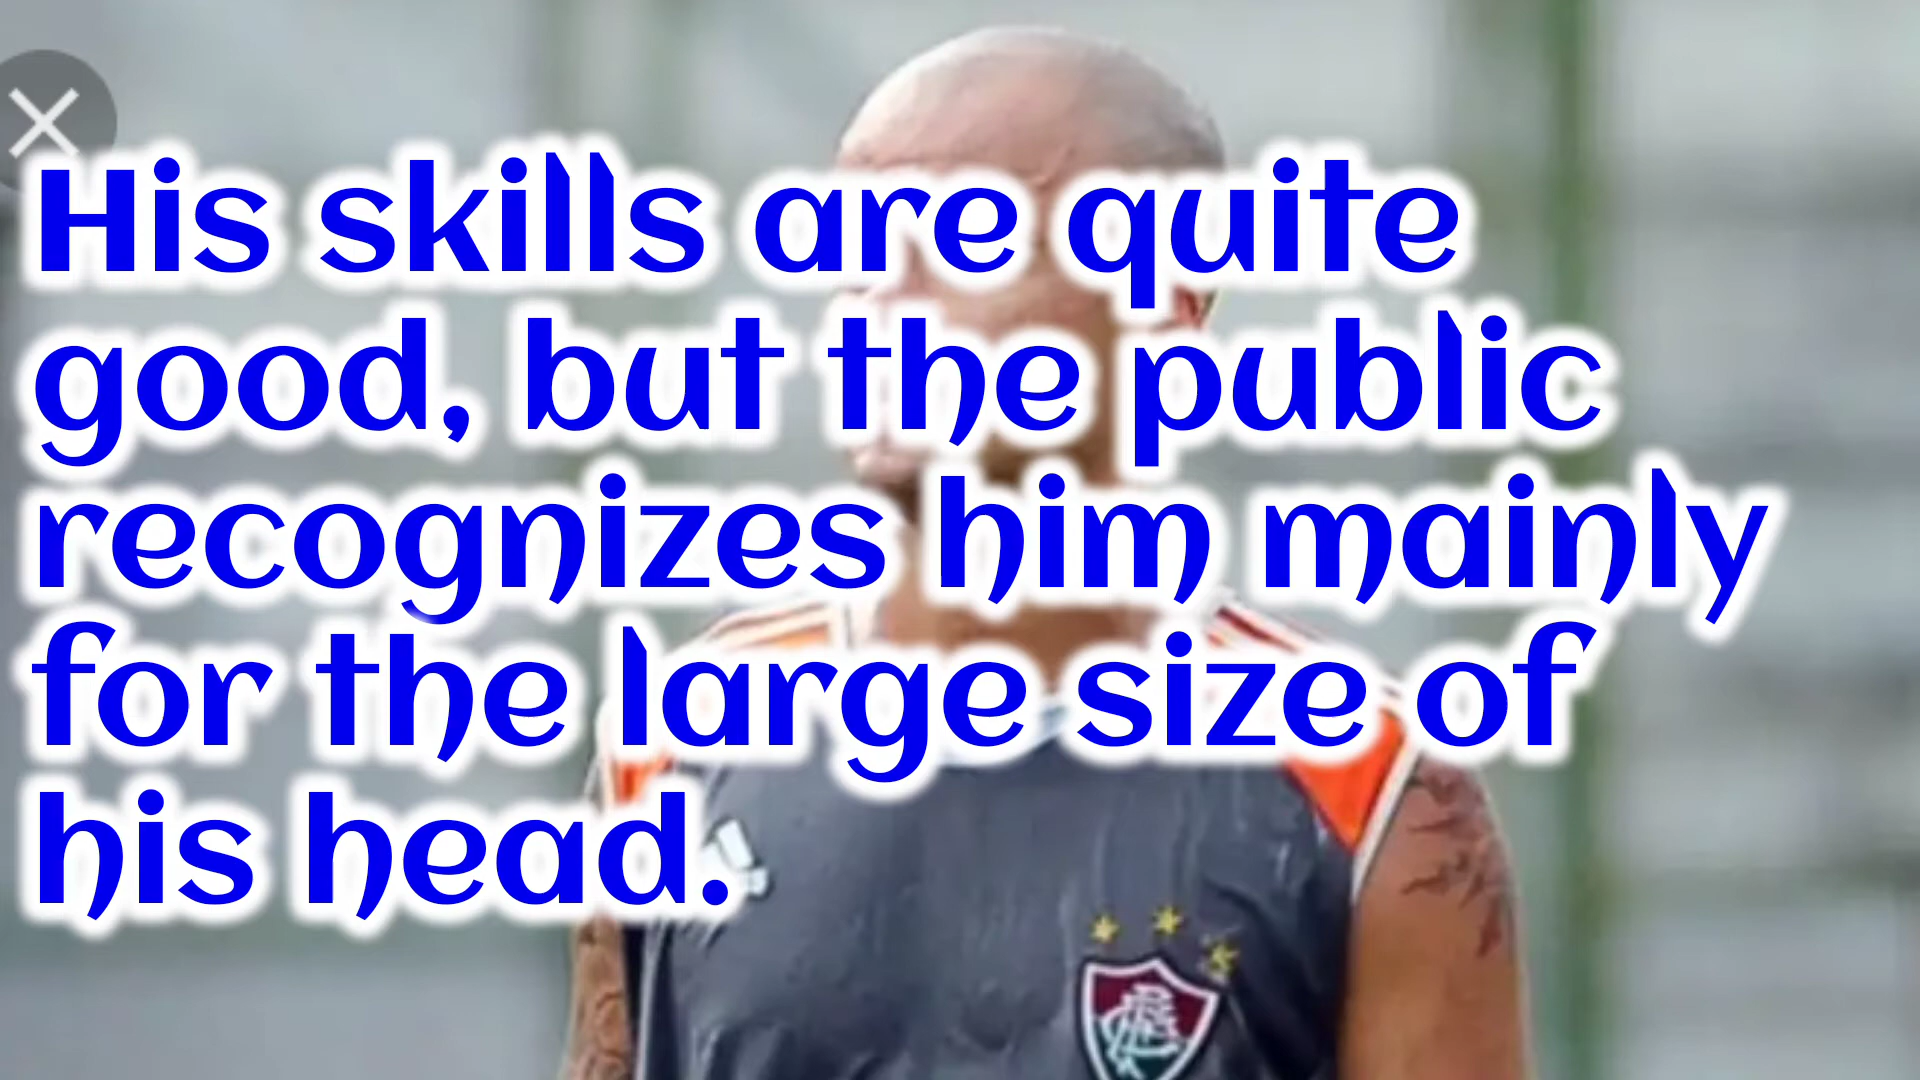 His skills are quite
good, but the public
recognizes him mainly
for the large size of
his head.